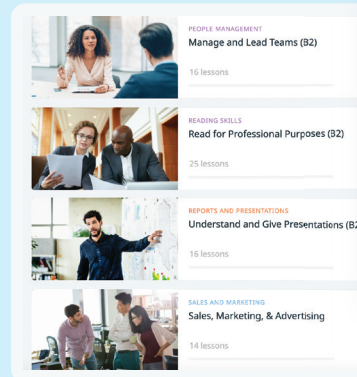 PEOPLE MANAGEMENT
Manage and Lead Teams (B2)
16 lessons
READING SKILLS
Read for Professional Purposes (B2)
25 lessons
REPORTS AND PRESENTATIONS
Understand and Give Presentations (B2
16 lessons
SALES AND MARKETING
Sales, Marketing, & Advertising
14 lessons